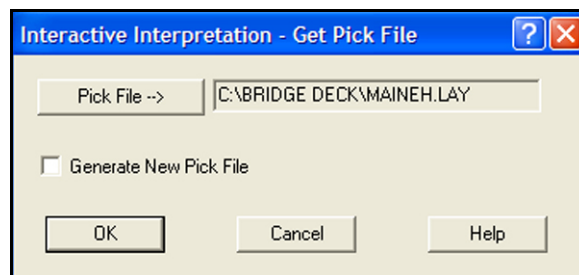 Interactive Interpretation - Get Pick File
Pick File -->
C:\BRIDGE DECK\MAINEH.LAY
Generate New Pick File
OK Cancel Help